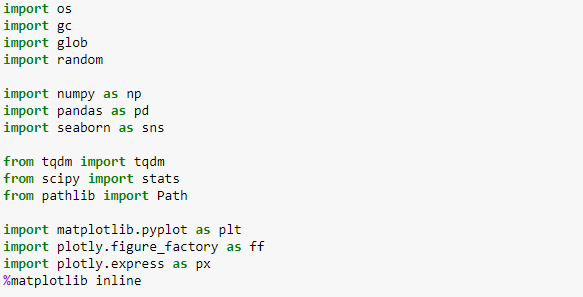 import os
import gc
import glob
import random
import numpy as np
import pandas as pd
import seaborn as sns
from tqdm import tqdm
from scipy import stats
from pathlib import Path
import matplotlib.pyplot as plt
import plotly.figure_factory as ff
import plotly.express as px
%matplotlib inline